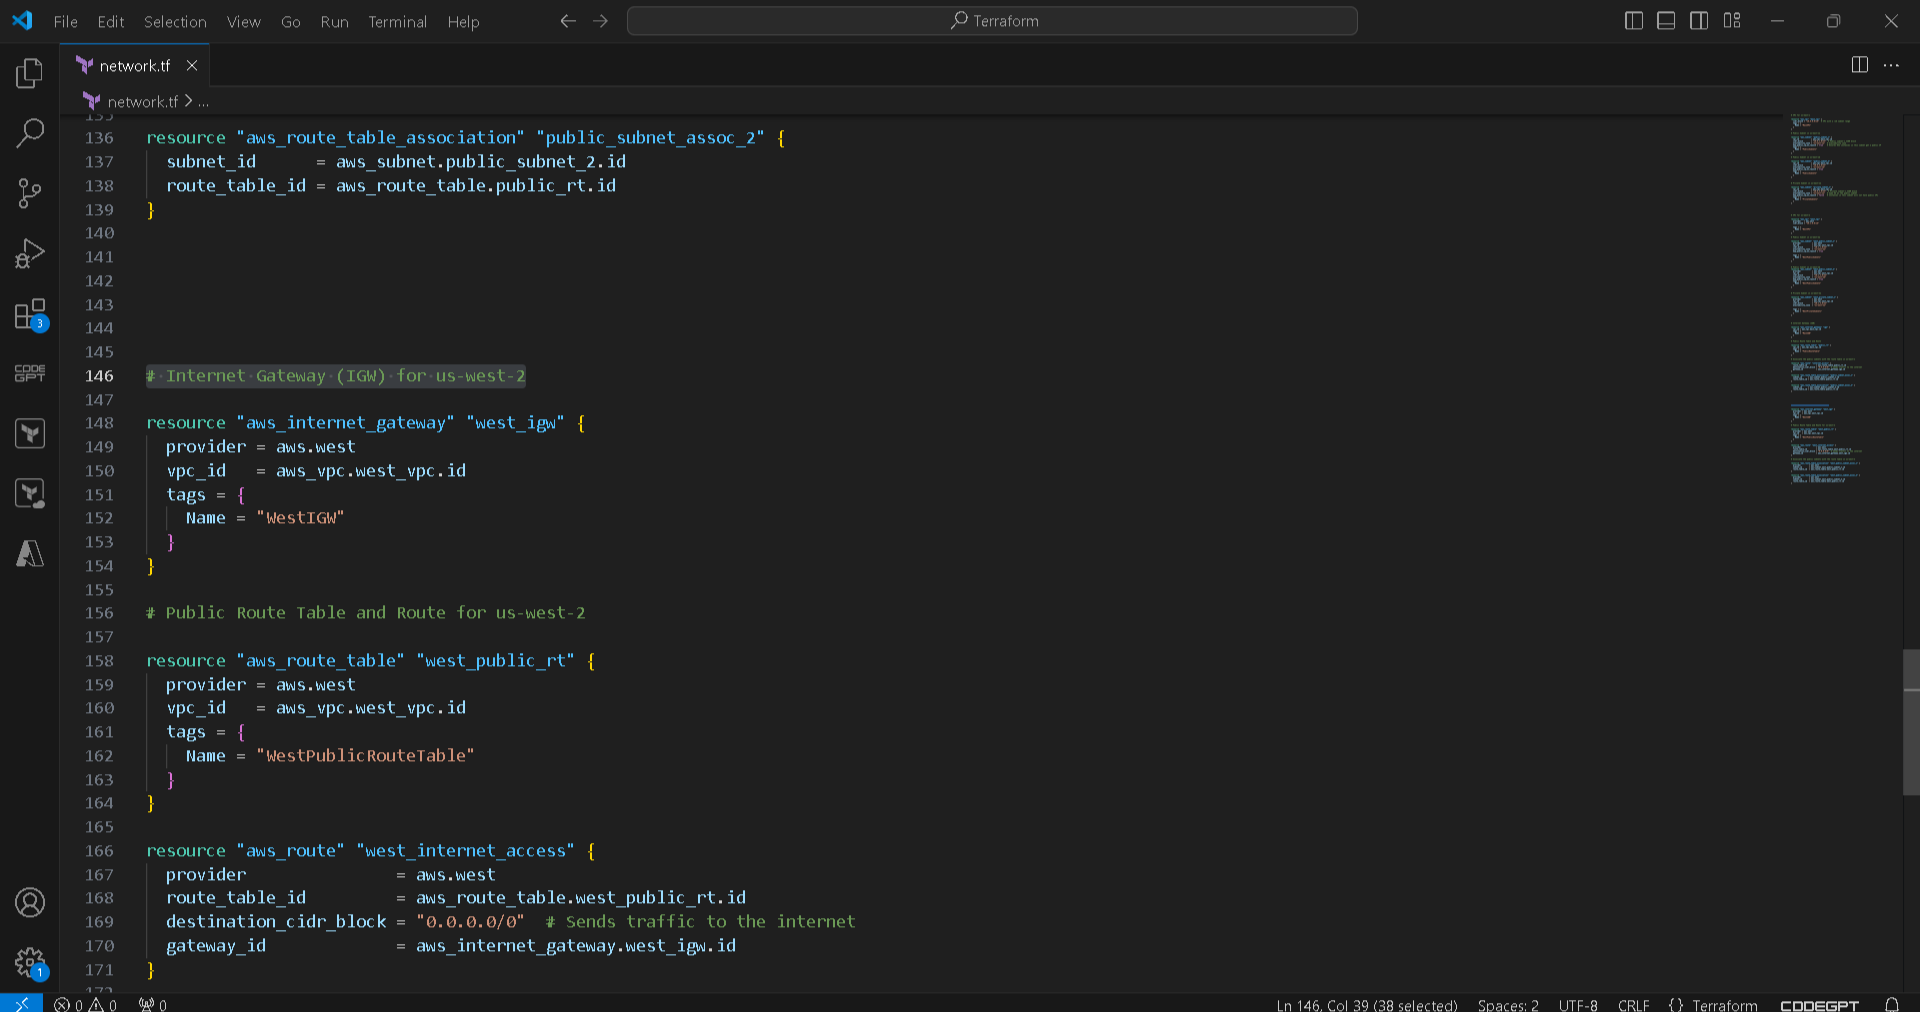 File Edit Selection View Go Run Terminal Help
Terraform
network.tf
network.tf > ...
135
136 resource "aws_route_table_association" "public_subnet_assoc_2" {
137 subnet_id = aws_subnet.public_subnet_2.id
138 route_table_id = aws_route_table.public_rt.id
139 }
140
141
142
143
144
145
146 # Internet Gateway (IGW) for us-west-2
147
148 resource "aws_internet_gateway" "west_igw" {
149 provider = aws.west
150 vpc_id = aws_vpc.west_vpc.id
151 tags = {
152 Name = "WestIGW"
153 }
154 }
155
156 # Public Route Table and Route for us-west-2
157
158 resource "aws_route_table" "west_public_rt" {
159 provider = aws.west
160 vpc_id = aws_vpc.west_vpc.id
161 tags = {
162 Name = "WestPublicRouteTable"
163 }
164 }
165
166 resource "aws_route" "west_internet_access" {
167 provider = aws.west
168 route_table_id = aws_route_table.west_public_rt.id
169 destination_cidr_block = "0.0.0.0/0" # Sends traffic to the internet
170 gateway_id = aws_internet_gateway.west_igw.id
171 }
172
3
CODE
GPT
1
0 0 0
Ln 146, Col 39 (38 selected) Spaces: 2 UTF-8 CRLF {} Terraform CODEGPT